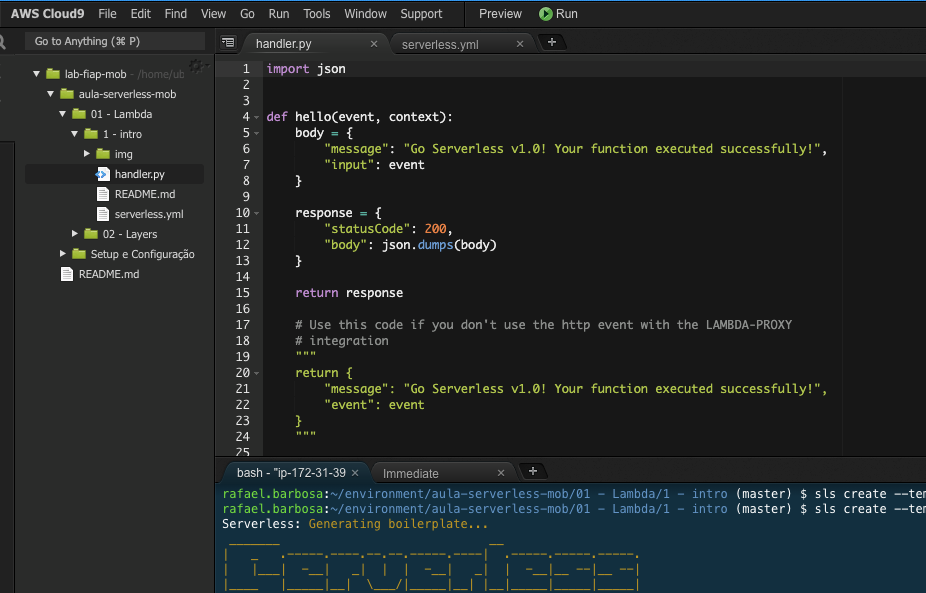 AWS Cloud9 File Edit Find View Go Run Tools Window Support Preview Run
Go to Anything (⌘ P)
handler.py
serverless.yml
lab-fiap-mob - /home/ub
aula-serverless-mob
01 - Lambda
1 - intro
img
handler.py
README.md
serverless.yml
02 - Layers
Setup e Configuração
README.md
1 import json
2
3
4 def hello(event, context):
5     body = {
6         "message": "Go Serverless v1.0! Your function executed successfully!",
7         "input": event
8     }
9
10     response = {
11         "statusCode": 200,
12         "body": json.dumps(body)
13     }
14
15     return response
16
17     # Use this code if you don't use the http event with the LAMBDA-PROXY
18     # integration
19     """
20     return {
21         "message": "Go Serverless v1.0! Your function executed successfully!",
22         "event": event
23     }
24     """
25
bash - "ip-172-31-39
Immediate
rafael.barbosa:~/environment/aula-serverless-mob/01 - Lambda/1 - intro (master) $ sls create --tem
rafael.barbosa:~/environment/aula-serverless-mob/01 - Lambda/1 - intro (master) $ sls create --tem
Serverless: Generating boilerplate...